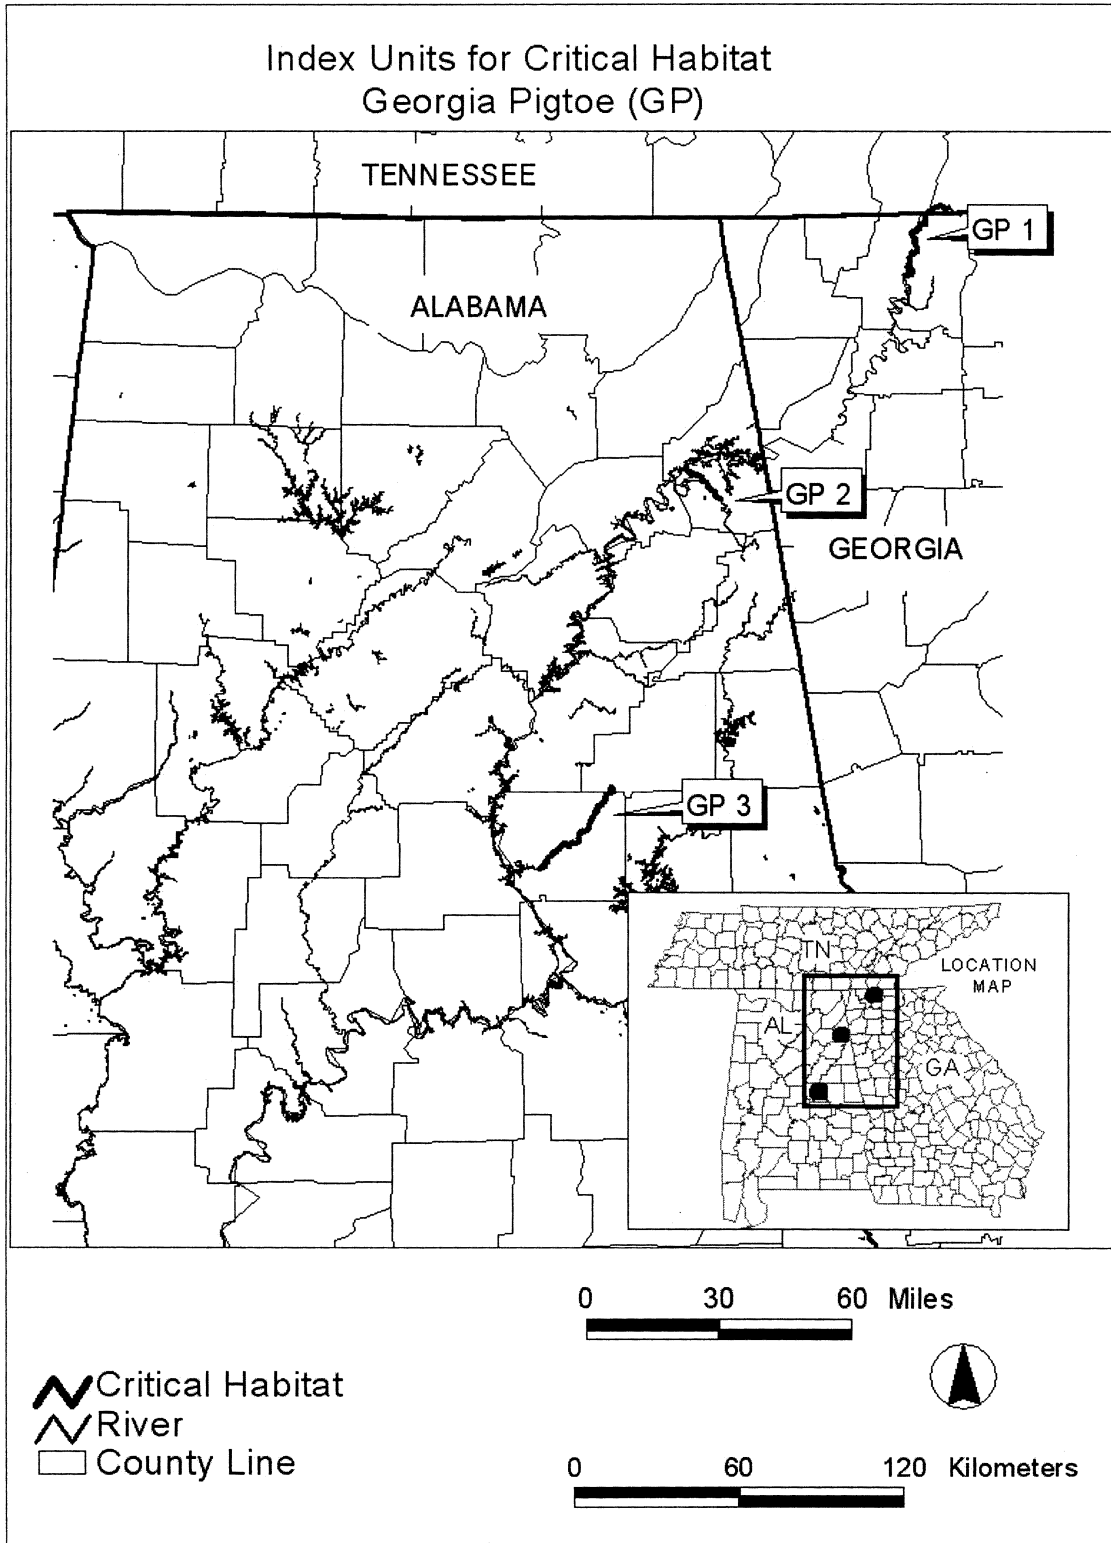 Index Units for Critical Habitat
Georgia Pigtoe (GP)
TENNESSEE
GP 1
ALABAMA
GP 2
GEORGIA
GP 3
TN
LOCATION
MAP
AL
GA
0 30 60 Miles
Critical Habitat
River
County Line
0 60 120 Kilometers